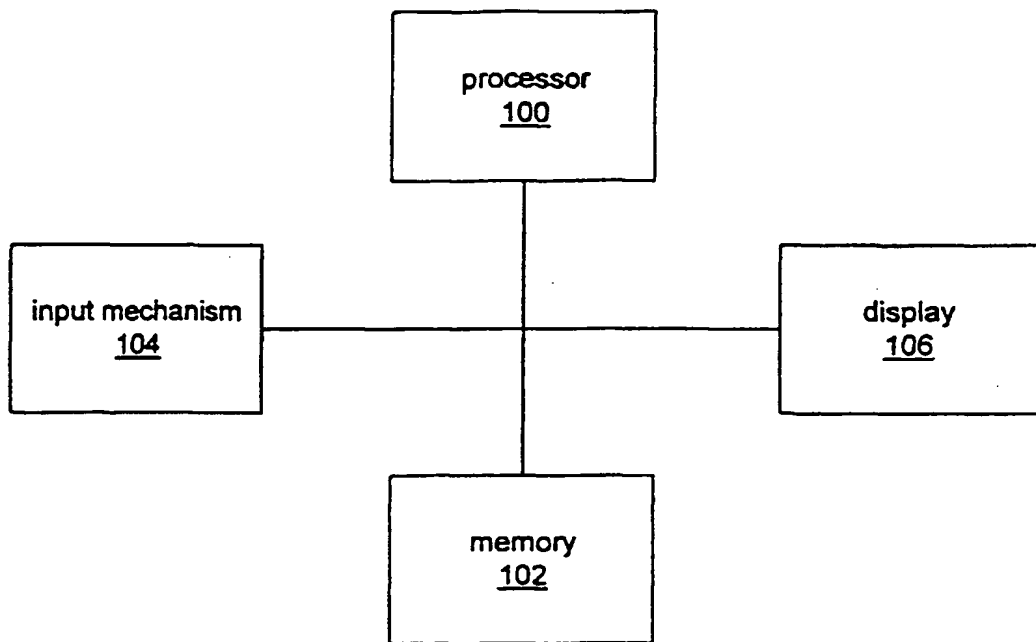 processor
100
input mechanism
104
display
106
memory
102